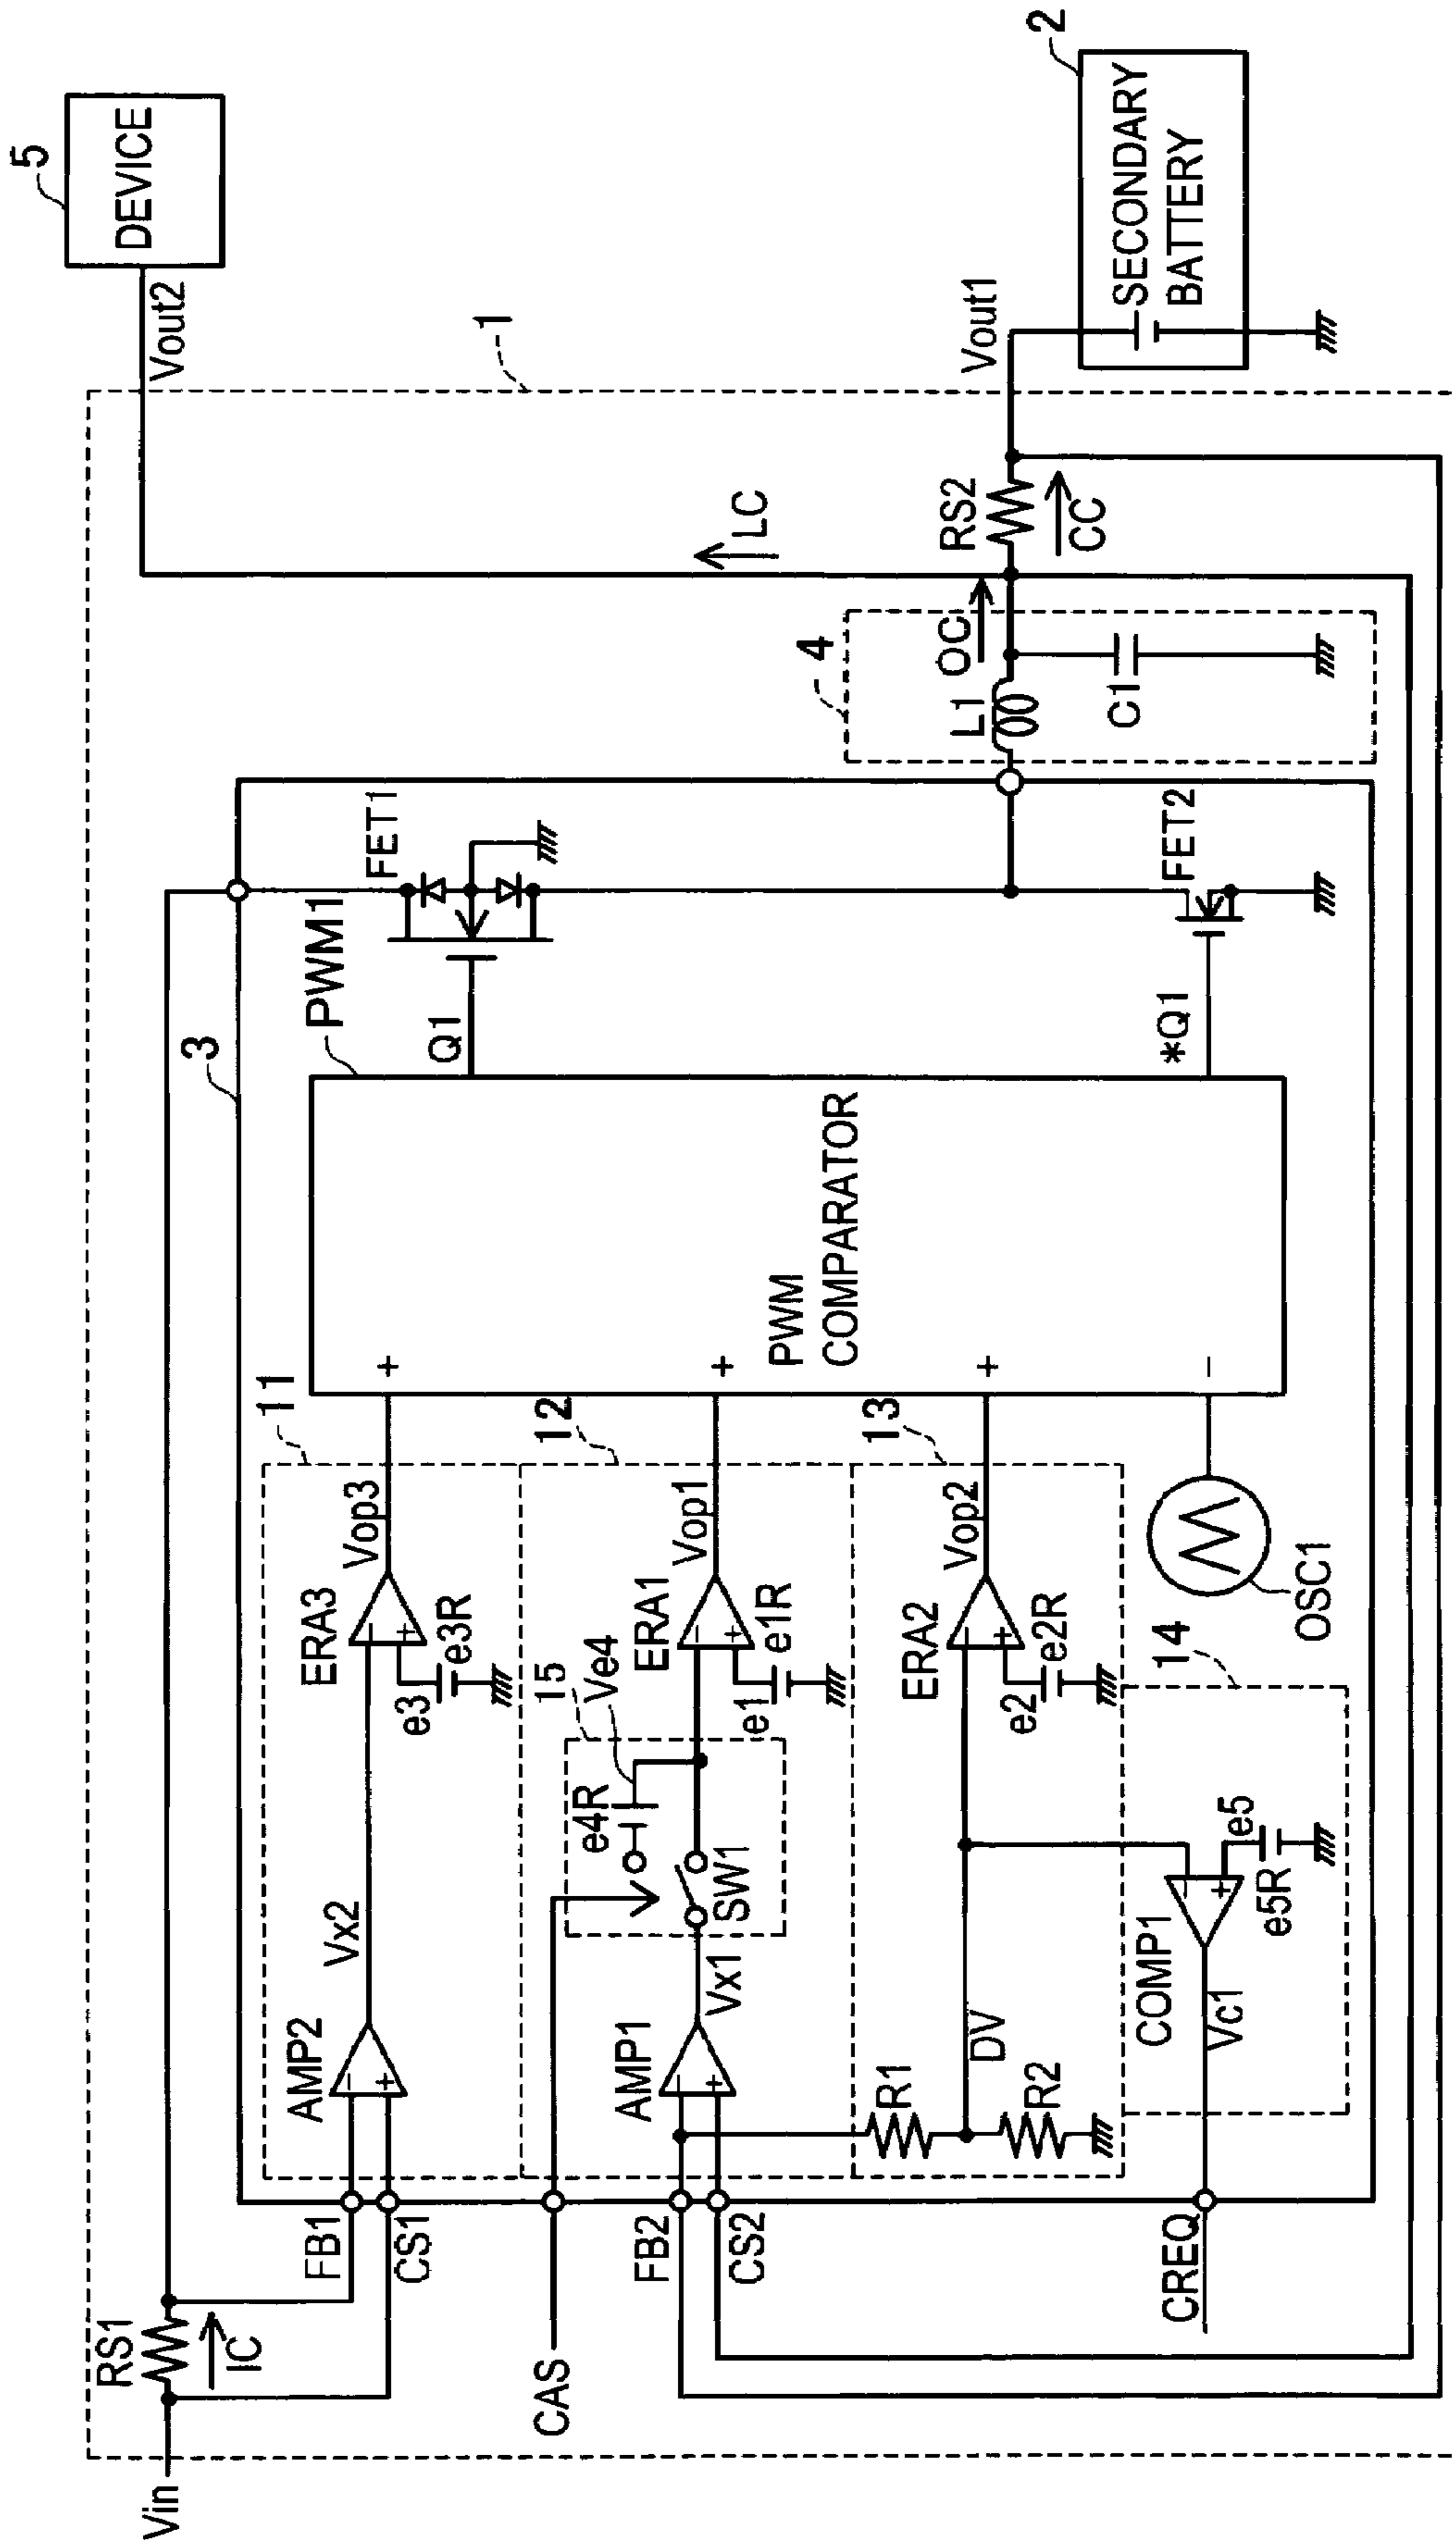 5
DEVICE
Vout2
1
2
SECONDARY
BATTERY
Vout1
LC
RS2
CC
OC
4
L1
C1
3
FET1
FET2
PWM1
Q1
*Q1
PWM
COMPARATOR
+
+
+
−
11
12
13
14
15
Vop3
Vop1
Vop2
ERA3
ERA1
ERA2
−
+
−
+
−
+
e3R
e3
e1R
e1
e2R
e2
OSC1
Ve4
e4R
SW1
e5
e5R
COMP1
−
+
Vc1
Vx2
Vx1
DV
AMP2
−
+
AMP1
−
+
R1
R2
FB1
CS1
CAS
FB2
CS2
CREQ
RS1
IC
Vin